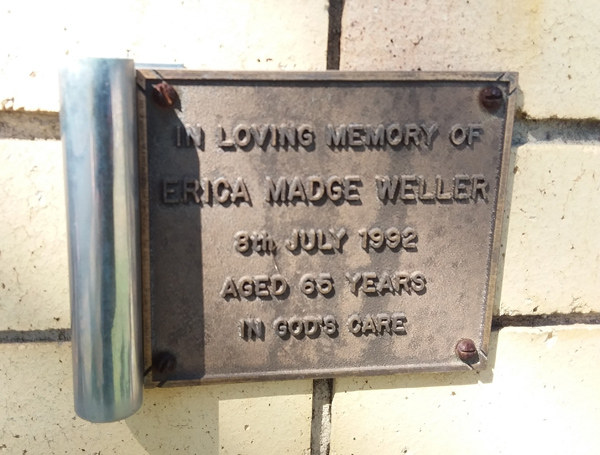 IN LOVING MEMORY OF
ERICA MADGE WELLER
8th JULY 1992
AGED 65 YEARS
IN GOD'S CARE